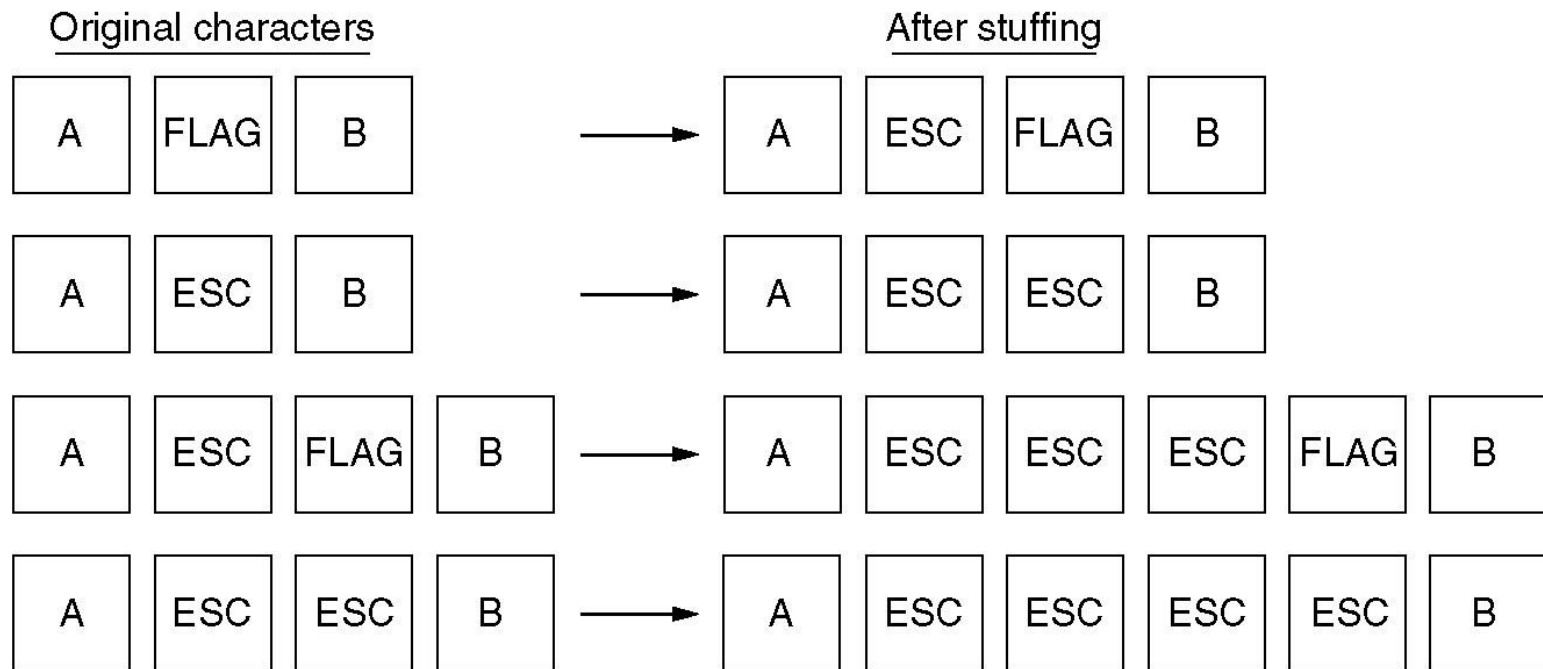 Original characters After stuffing
A FLAG B A ESC FLAG B
A ESC B A ESC ESC B
A ESC FLAG B A ESC ESC ESC FLAG B
A ESC ESC B A ESC ESC ESC ESC B